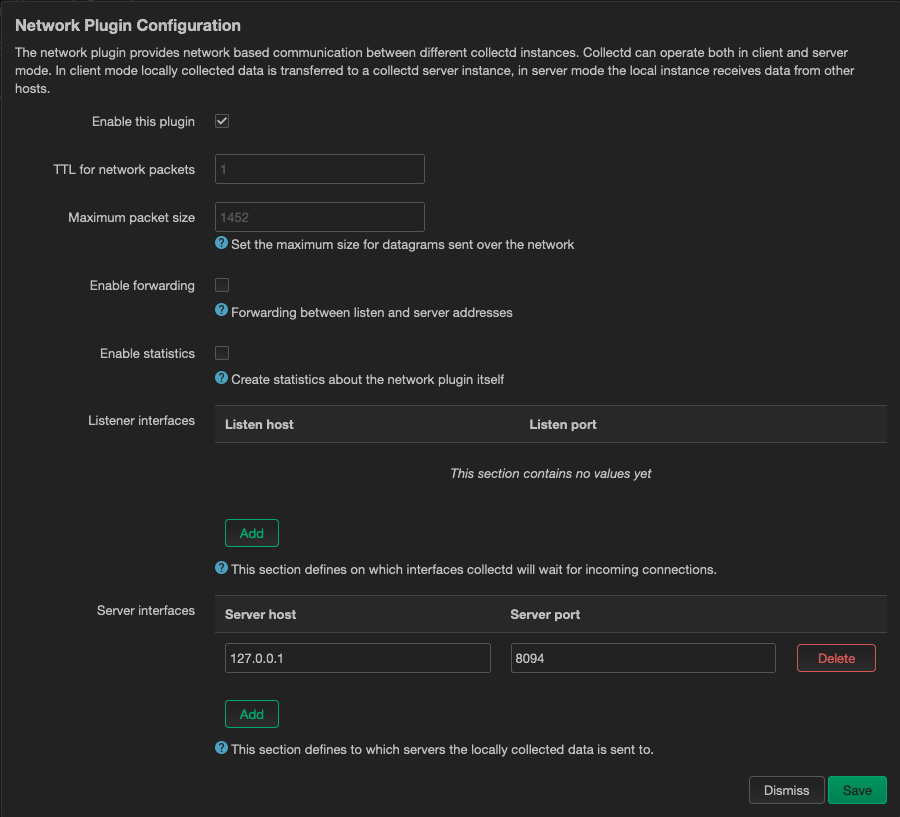 Network Plugin Configuration
The network plugin provides network based communication between different collectd instances. Collectd can operate both in client and server
mode. In client mode locally collected data is transferred to a collectd server instance, in server mode the local instance receives data from other
hosts.
Enable this plugin
TTL for network packets 1
Maximum packet size 1452
? Set the maximum size for datagrams sent over the network
Enable forwarding
? Forwarding between listen and server addresses
Enable statistics
? Create statistics about the network plugin itself
Listener interfaces Listen host Listen port
This section contains no values yet
Add
? This section defines on which interfaces collectd will wait for incoming connections.
Server interfaces Server host Server port
127.0.0.1 8094 Delete
Add
? This section defines to which servers the locally collected data is sent to.
Dismiss Save